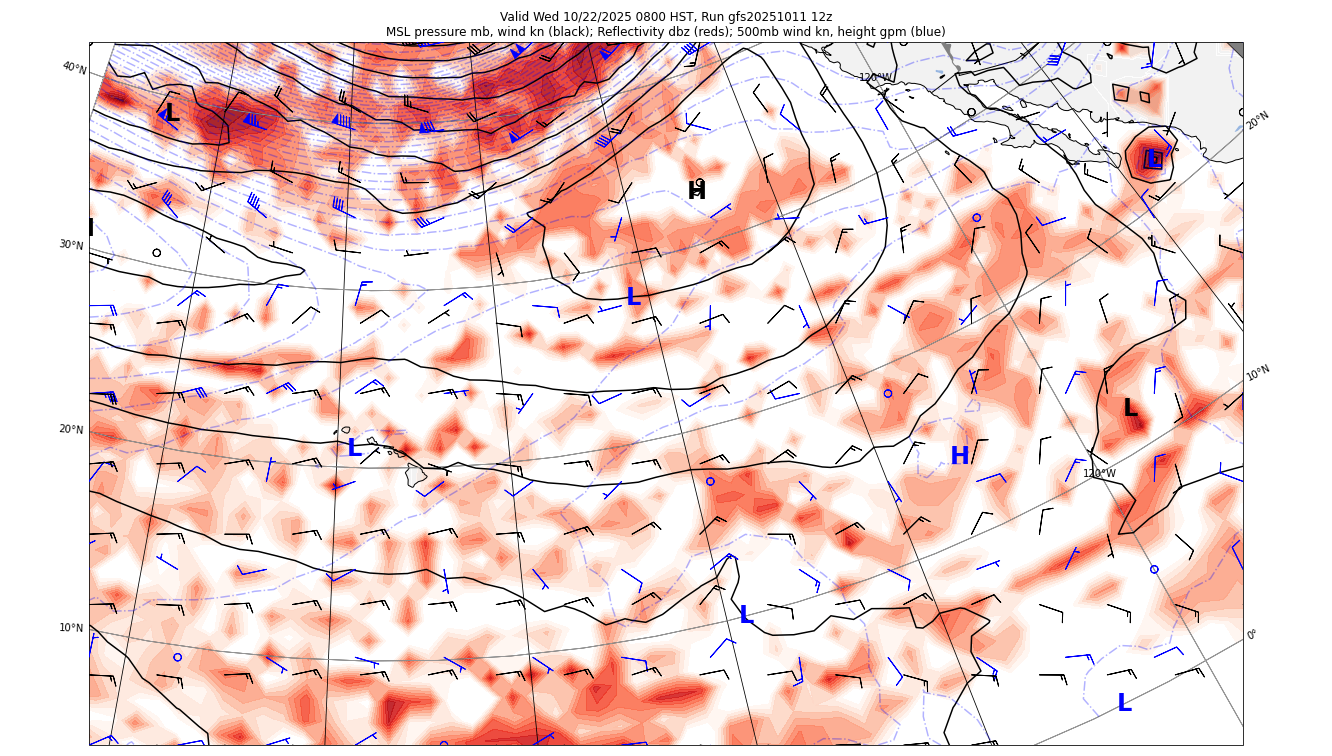 Valid Wed 10/22/2025 0800 HST, Run gfs20251011 12z
MSL pressure mb, wind kn (black); Reflectivity dbz (reds); 500mb wind kn, height gpm (blue)
40°N
120°W
20°N
L
L
H
30°N
L
10°N
L
20°N
L
H
120°W
10°N
L
0°
L